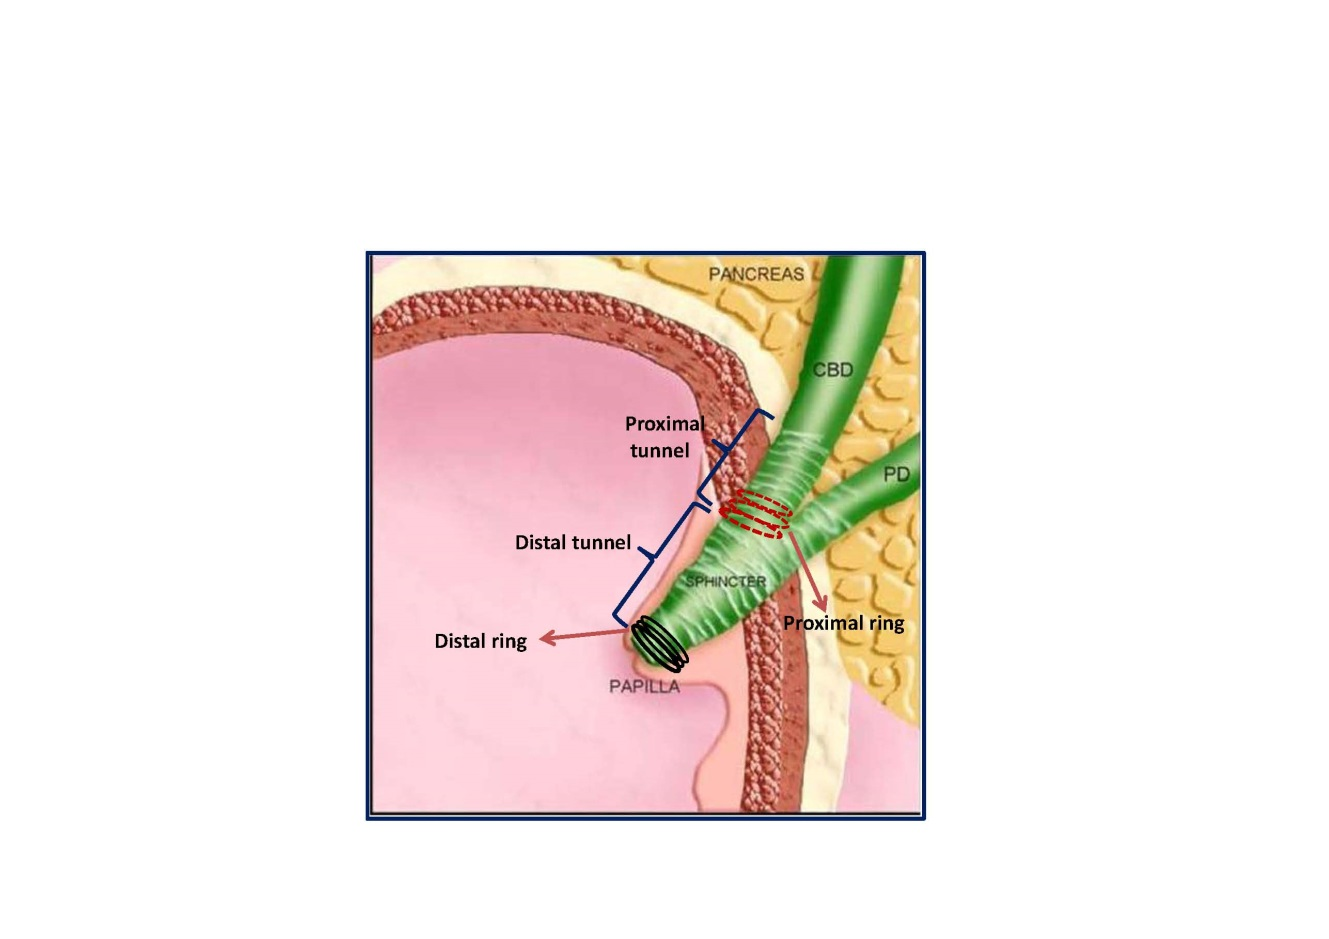 PANCREAS
CBD
Proximal
tunnel
PD
Distal tunnel
SPHINCTER
Proximal ring
Distal ring
PAPILLA